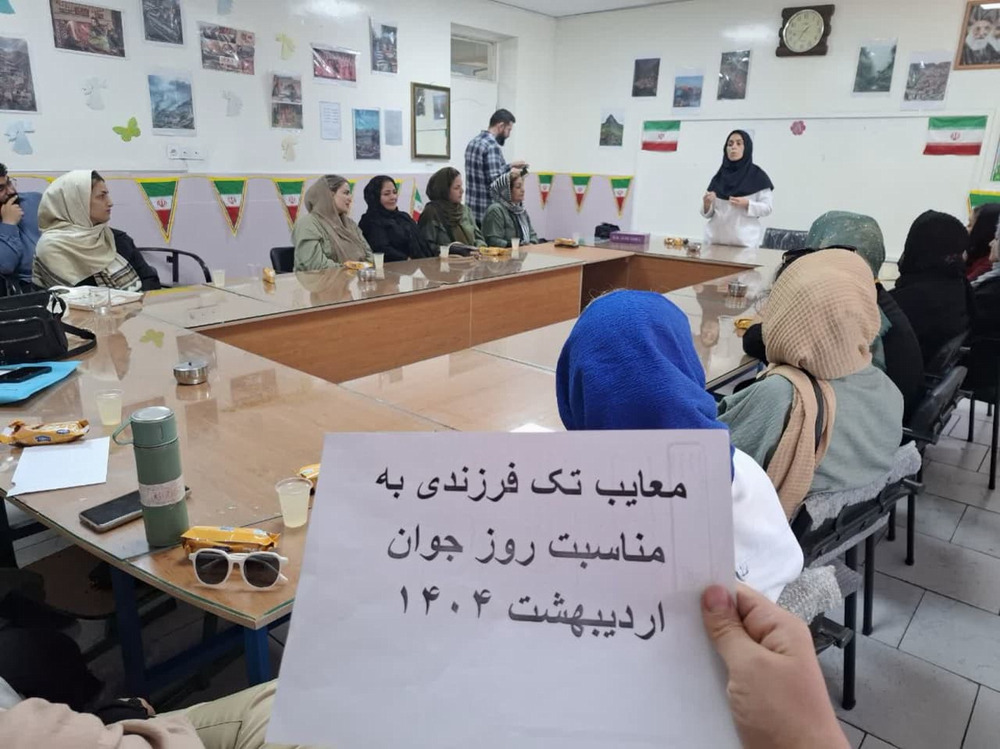 معایب تک فرزندی به
مناسبت روز جوان
اردیبهشت ۱۴۰۴